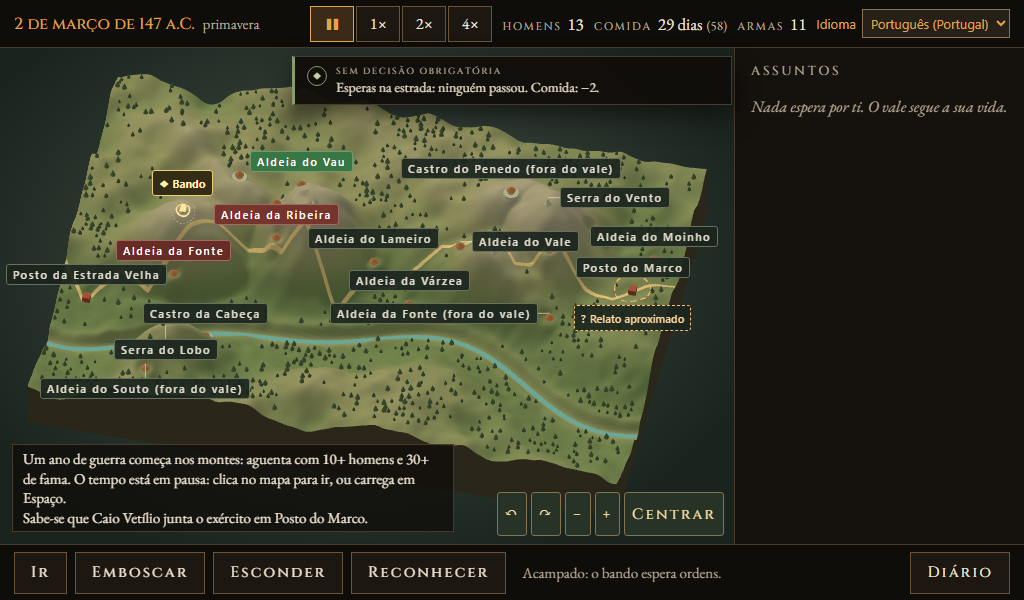 2 DE MARÇO DE 147 A.C. primavera
1× 2× 4×
HOMENS 13 COMIDA 29 dias (58) ARMAS 11 Idioma Português (Portugal)
SEM DECISÃO OBRIGATÓRIA
Esperas na estrada: ninguém passou. Comida: −2.
ASSUNTOS
Nada espera por ti. O vale segue a sua vida.
Aldeia do Vau
Castro do Penedo (fora do vale)
◆ Bando
Serra do Vento
Aldeia da Ribeira
Aldeia do Lameiro
Aldeia do Vale
Aldeia do Moinho
Aldeia da Fonte
Posto da Estrada Velha
Posto do Marco
Aldeia da Várzea
Castro da Cabeça
Aldeia da Fonte (fora do vale)
? Relato aproximado
Serra do Lobo
Aldeia do Souto (fora do vale)
Um ano de guerra começa nos montes: aguenta com 10+ homens e 30+
de fama. O tempo está em pausa: clica no mapa para ir, ou carrega em
Espaço.
Sabe-se que Caio Vetílio junta o exército em Posto do Marco.
↶ ↷ − + CENTRAR
IR EMBOSCAR ESCONDER RECONHECER Acampado: o bando espera ordens. DIÁRIO